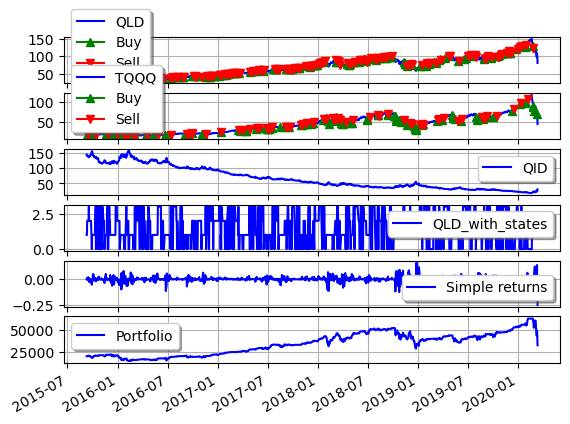 QLD
Buy
Sell
150
100
50
TQQQ
Buy
Sell
100
50
150
100
50
QID
2.5
0.0
QLD_with_states
0.00
−0.25
Simple returns
50000
25000
Portfolio
2015-07
2016-01
2016-07
2017-01
2017-07
2018-01
2018-07
2019-01
2019-07
2020-01